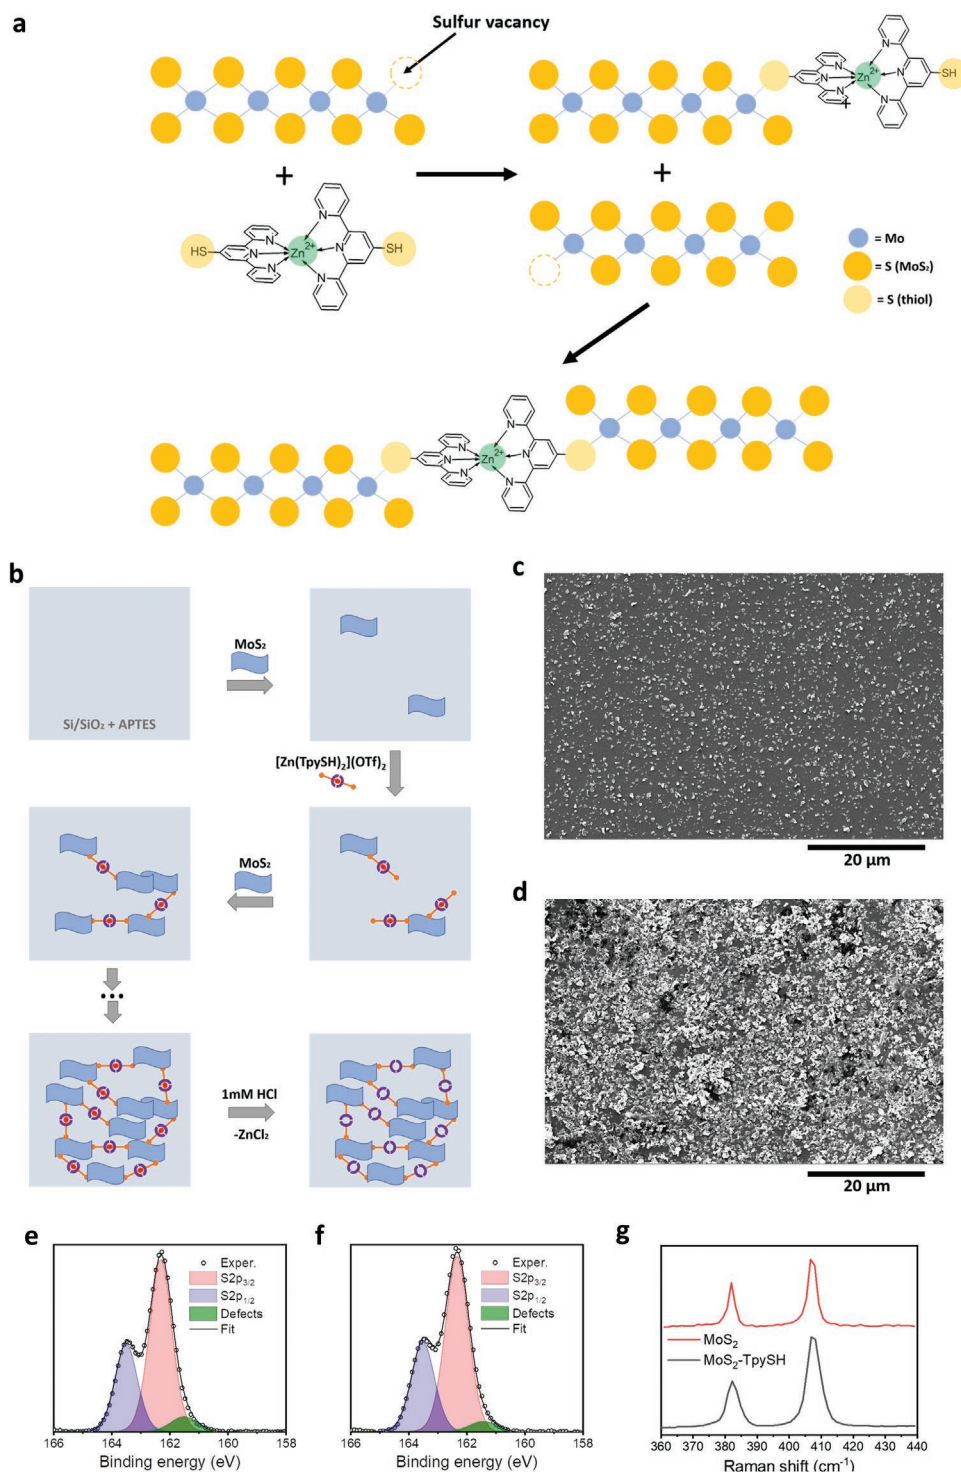 a
Sulfur vacancy
N
N
N
N
N
N
Zn2+
SH
+
+
+
HS
N
N
N
N
N
N
Zn2+
SH
= Mo
= S (MoS₂)
= S (thiol)
N
N
N
N
N
N
Zn2+
b
Si/SiO₂ + APTES
MoS₂
[Zn(TpySH)₂](OTf)₂
MoS₂
•••
1mM HCl
-ZnCl₂
c
20 µm
d
20 µm
e
Exper.
S2p3/2
S2p1/2
Defects
Fit
166 164 162 160 158
Binding energy (eV)
f
Exper.
S2p3/2
S2p1/2
Defects
Fit
166 164 162 160 158
Binding energy (eV)
g
MoS₂
MoS₂-TpySH
360 370 380 390 400 410 420 430 440
Raman shift (cm⁻¹)